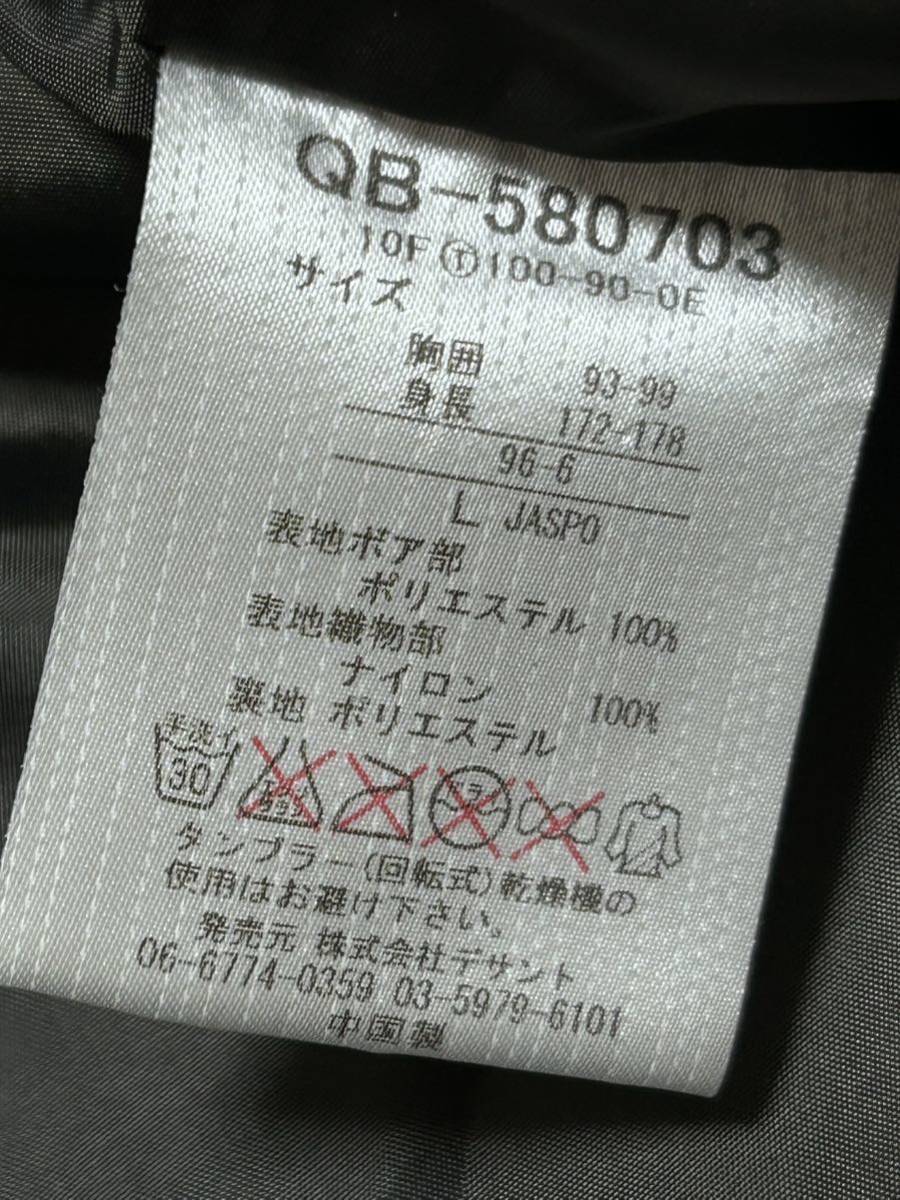 QB-580703
10F Ⓣ100-90-0E
サイズ
胸囲 93-99
身長 172-178
96-6
L JASPO
表地ボア部
ポリエステル 100%
表地織物部
ナイロン 100%
裏地 ポリエステル
手洗イ
30
タンブラー(回転式)乾燥機の
使用はお避け下さい。
発売元 株式会社デサント
06-6774-0359 03-5979-6101
中国製